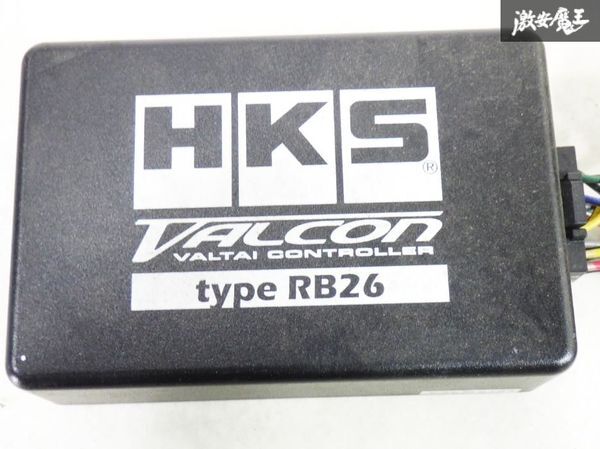 激安魔王
HKS®
VALCON
VALTAI CONTROLLER
type RB26